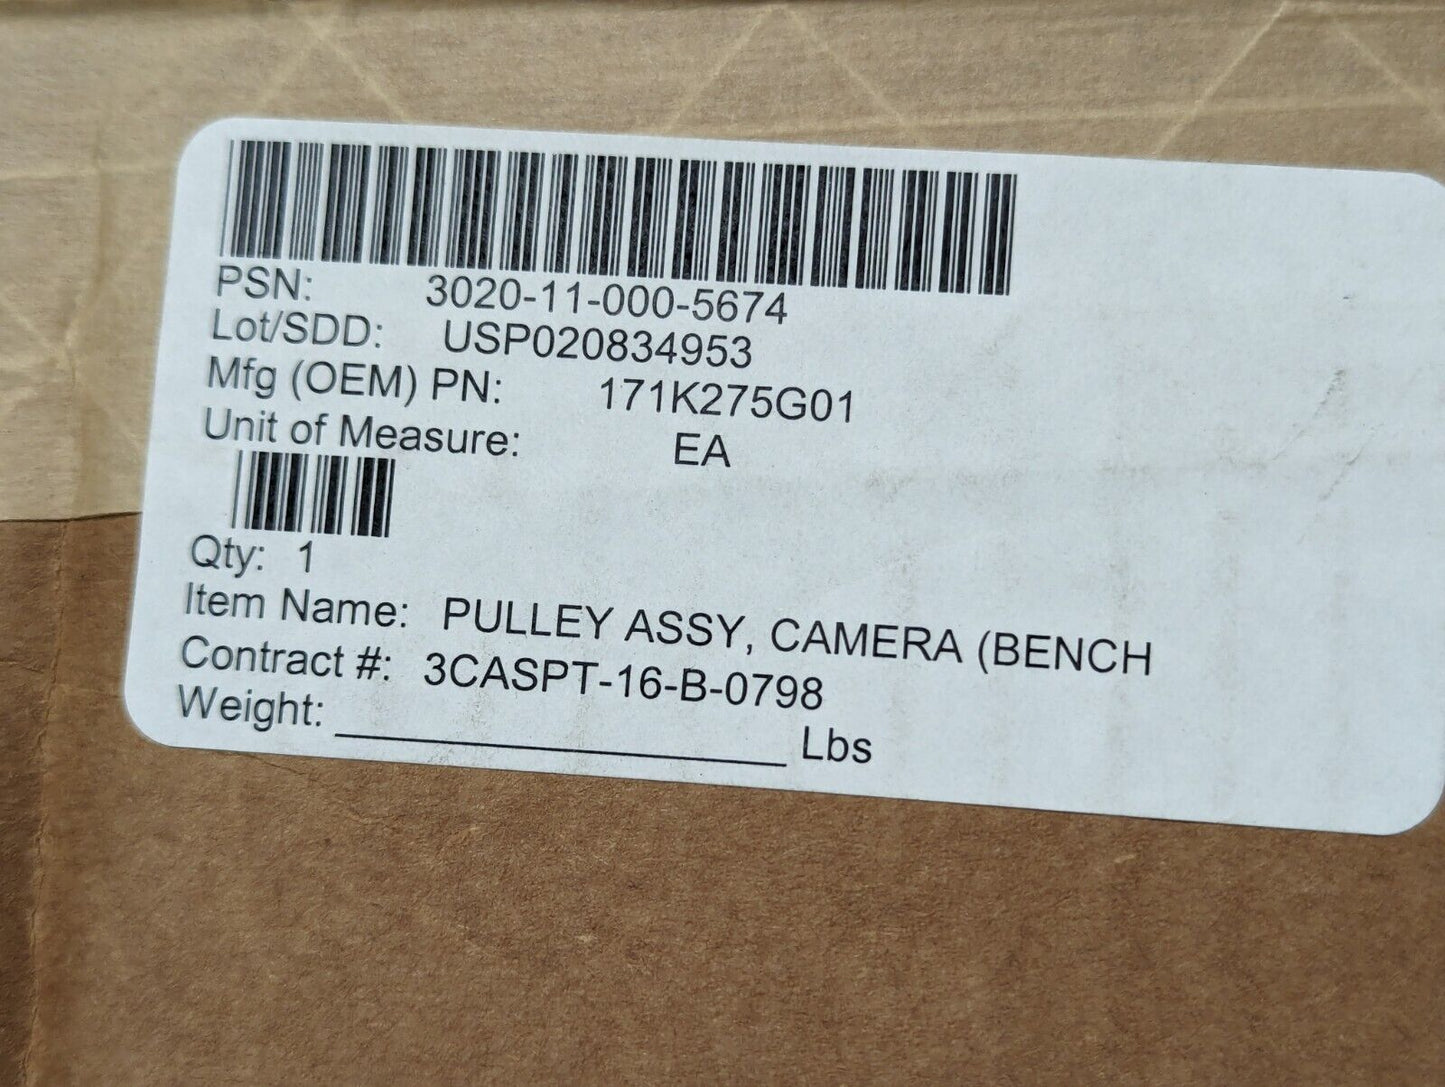 PSN: 3020-11-000-5674
Lot/SDD: USP020834953
Mfg (OEM) PN: 171K275G01
Unit of Measure: EA
Qty: 1
Item Name: PULLEY ASSY, CAMERA (BENCH
Contract #: 3CASPT-16-B-0798
Weight: ____________________ Lbs